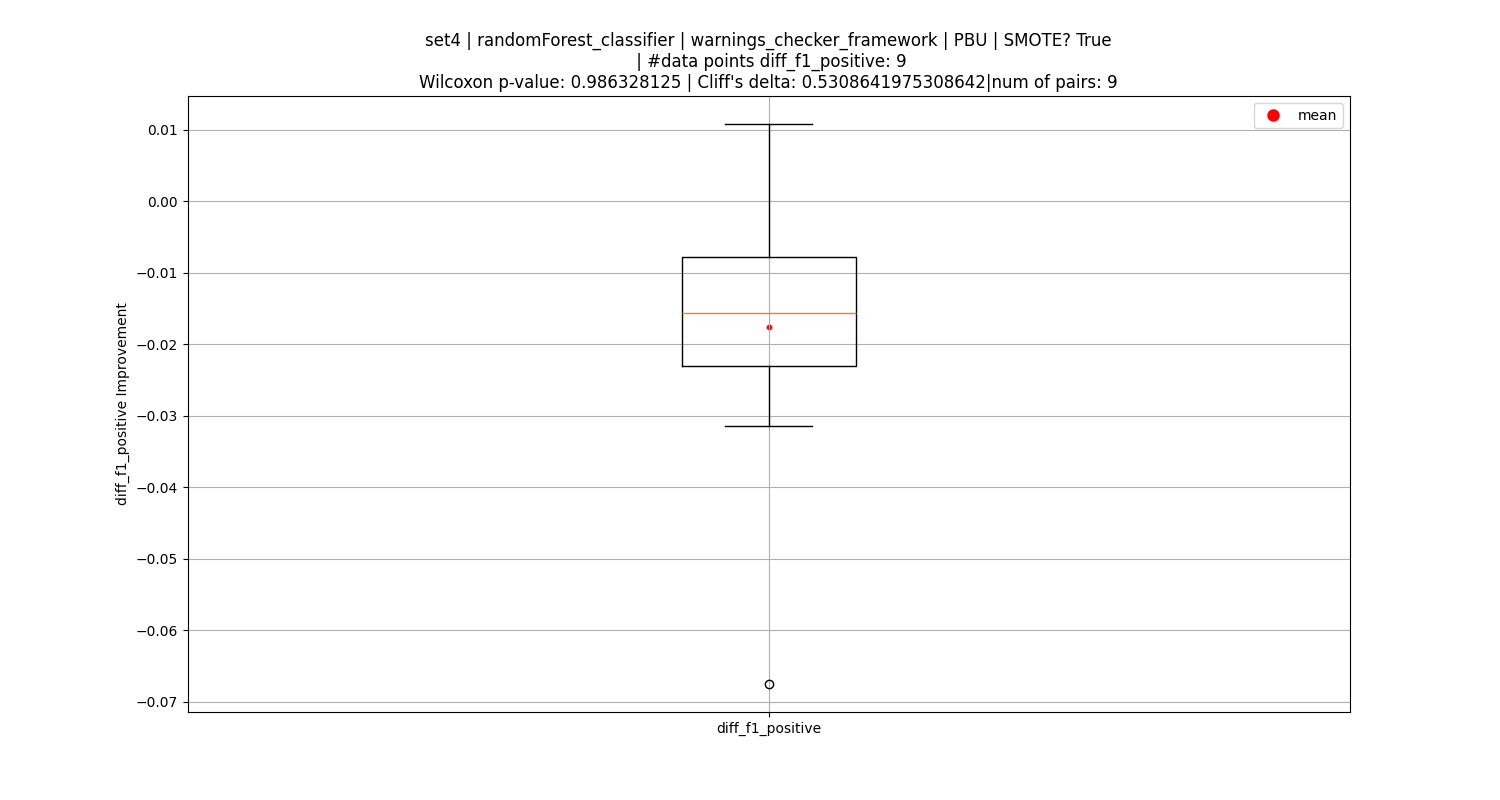 set4 | randomForest_classifier | warnings_checker_framework | PBU | SMOTE? True
| #data points diff_f1_positive: 9
Wilcoxon p-value: 0.986328125 | Cliff's delta: 0.5308641975308642|num of pairs: 9
mean
0.01
0.00
−0.01
−0.02
−0.03
−0.04
−0.05
−0.06
−0.07
diff_f1_positive Improvement
diff_f1_positive